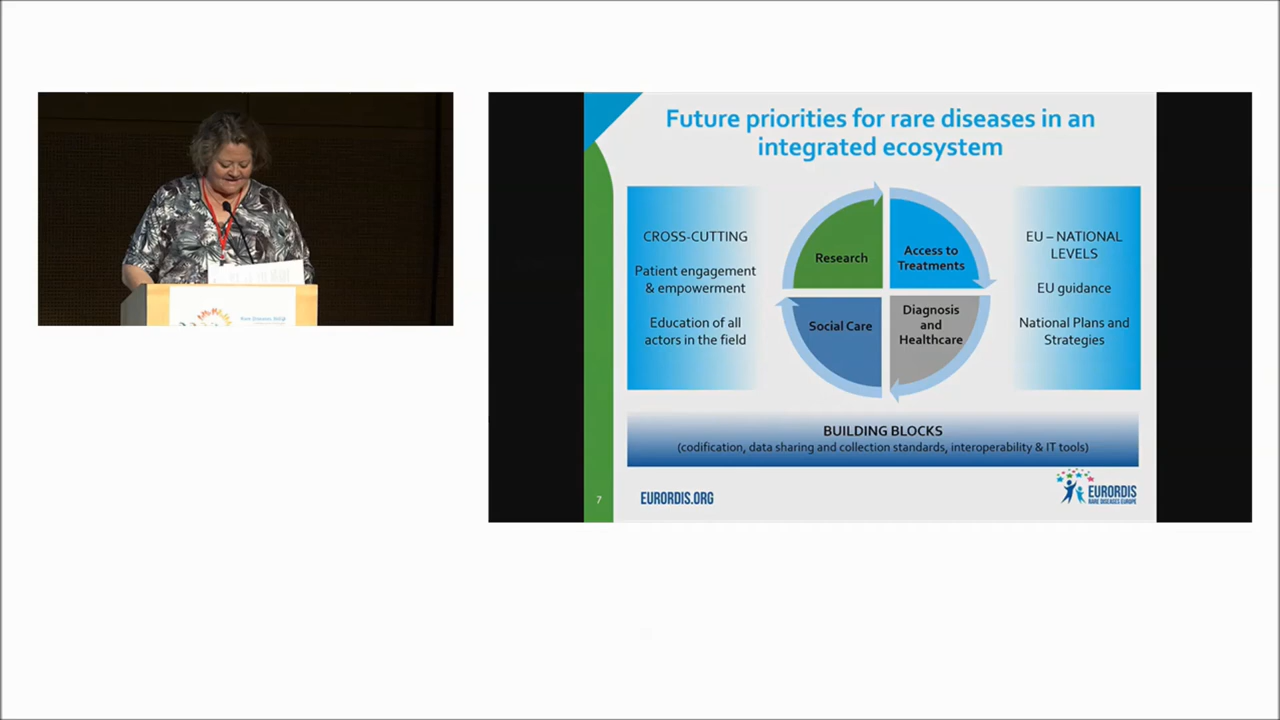 Future priorities for rare diseases in an
integrated ecosystem
CROSS-CUTTING
Patient engagement
& empowerment
Education of all
actors in the field
Research
Access to
Treatments
Social Care
Diagnosis
and
Healthcare
EU – NATIONAL
LEVELS
EU guidance
National Plans and
Strategies
BUILDING BLOCKS
(codification, data sharing and collection standards, interoperability & IT tools)
7
EURORDIS.ORG
EURORDIS
RARE DISEASES EUROPE